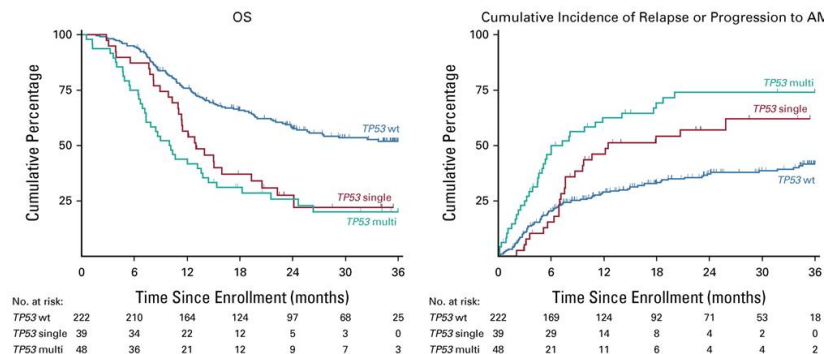 OS
Cumulative Percentage
100
75
50
25
TP53 wt
TP53 single
TP53 multi
0 6 12 18 24 30 36
Time Since Enrollment (months)
No. at risk:
TP53 wt 222 210 164 124 97 68 25
TP53 single 39 34 22 12 5 3 0
TP53 multi 48 36 21 12 9 7 3
Cumulative Incidence of Relapse or Progression to AM
Cumulative Percentage
100
75
50
25
TP53 multi
TP53 single
TP53 wt
0 6 12 18 24 30 36
Time Since Enrollment (months)
No. at risk:
TP53 wt 222 169 124 92 71 53 18
TP53 single 39 29 14 8 4 2 0
TP53 multi 48 21 11 6 4 4 2